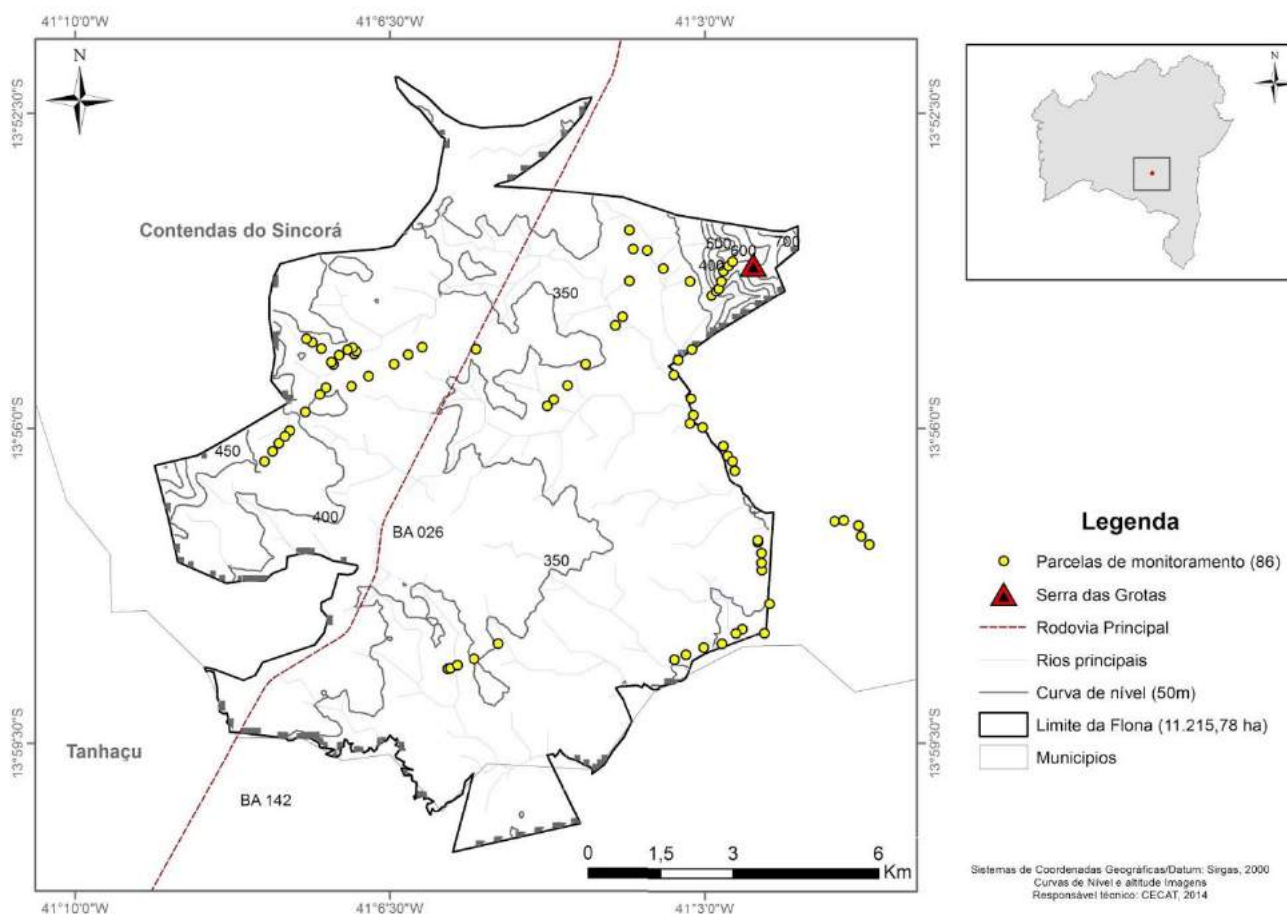 41°10'0"W 41°6'30"W 41°3'0"W
N
N
13°52'30"S
13°52'30"S
Contendas do Sincorá
600
600
700
400
350
13°56'0"S
13°56'0"S
450
400
BA 026
350
Legenda
Parcelas de monitoramento (86)
Serra das Grotas
Rodovia Principal
Rios principais
Curva de nível (50m)
Limite da Flona (11.215,78 ha)
Municípios
13°59'30"S
13°59'30"S
Tanhaçu
BA 142
0 1,5 3 6
Km
Sistemas de Coordenadas Geográficas/Datum: Sirgas, 2000
Curvas de Nível e altitude Imagens
Responsável técnico: CECAT, 2014
41°10'0"W 41°6'30"W 41°3'0"W